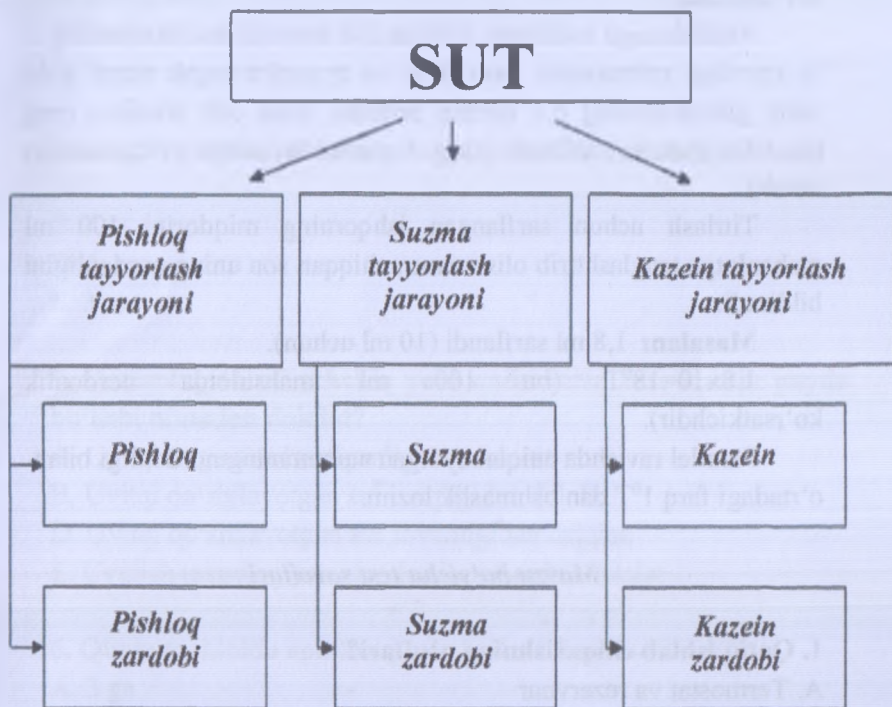 SUT
Pishloq
tayyorlash
jarayoni
Suzma
tayyorlash
jarayoni
Kazein tayyorlash
jarayoni
Pishloq
Suzma
Kazein
Pishloq
zardobi
Suzma
zardobi
Kazein
zardobi